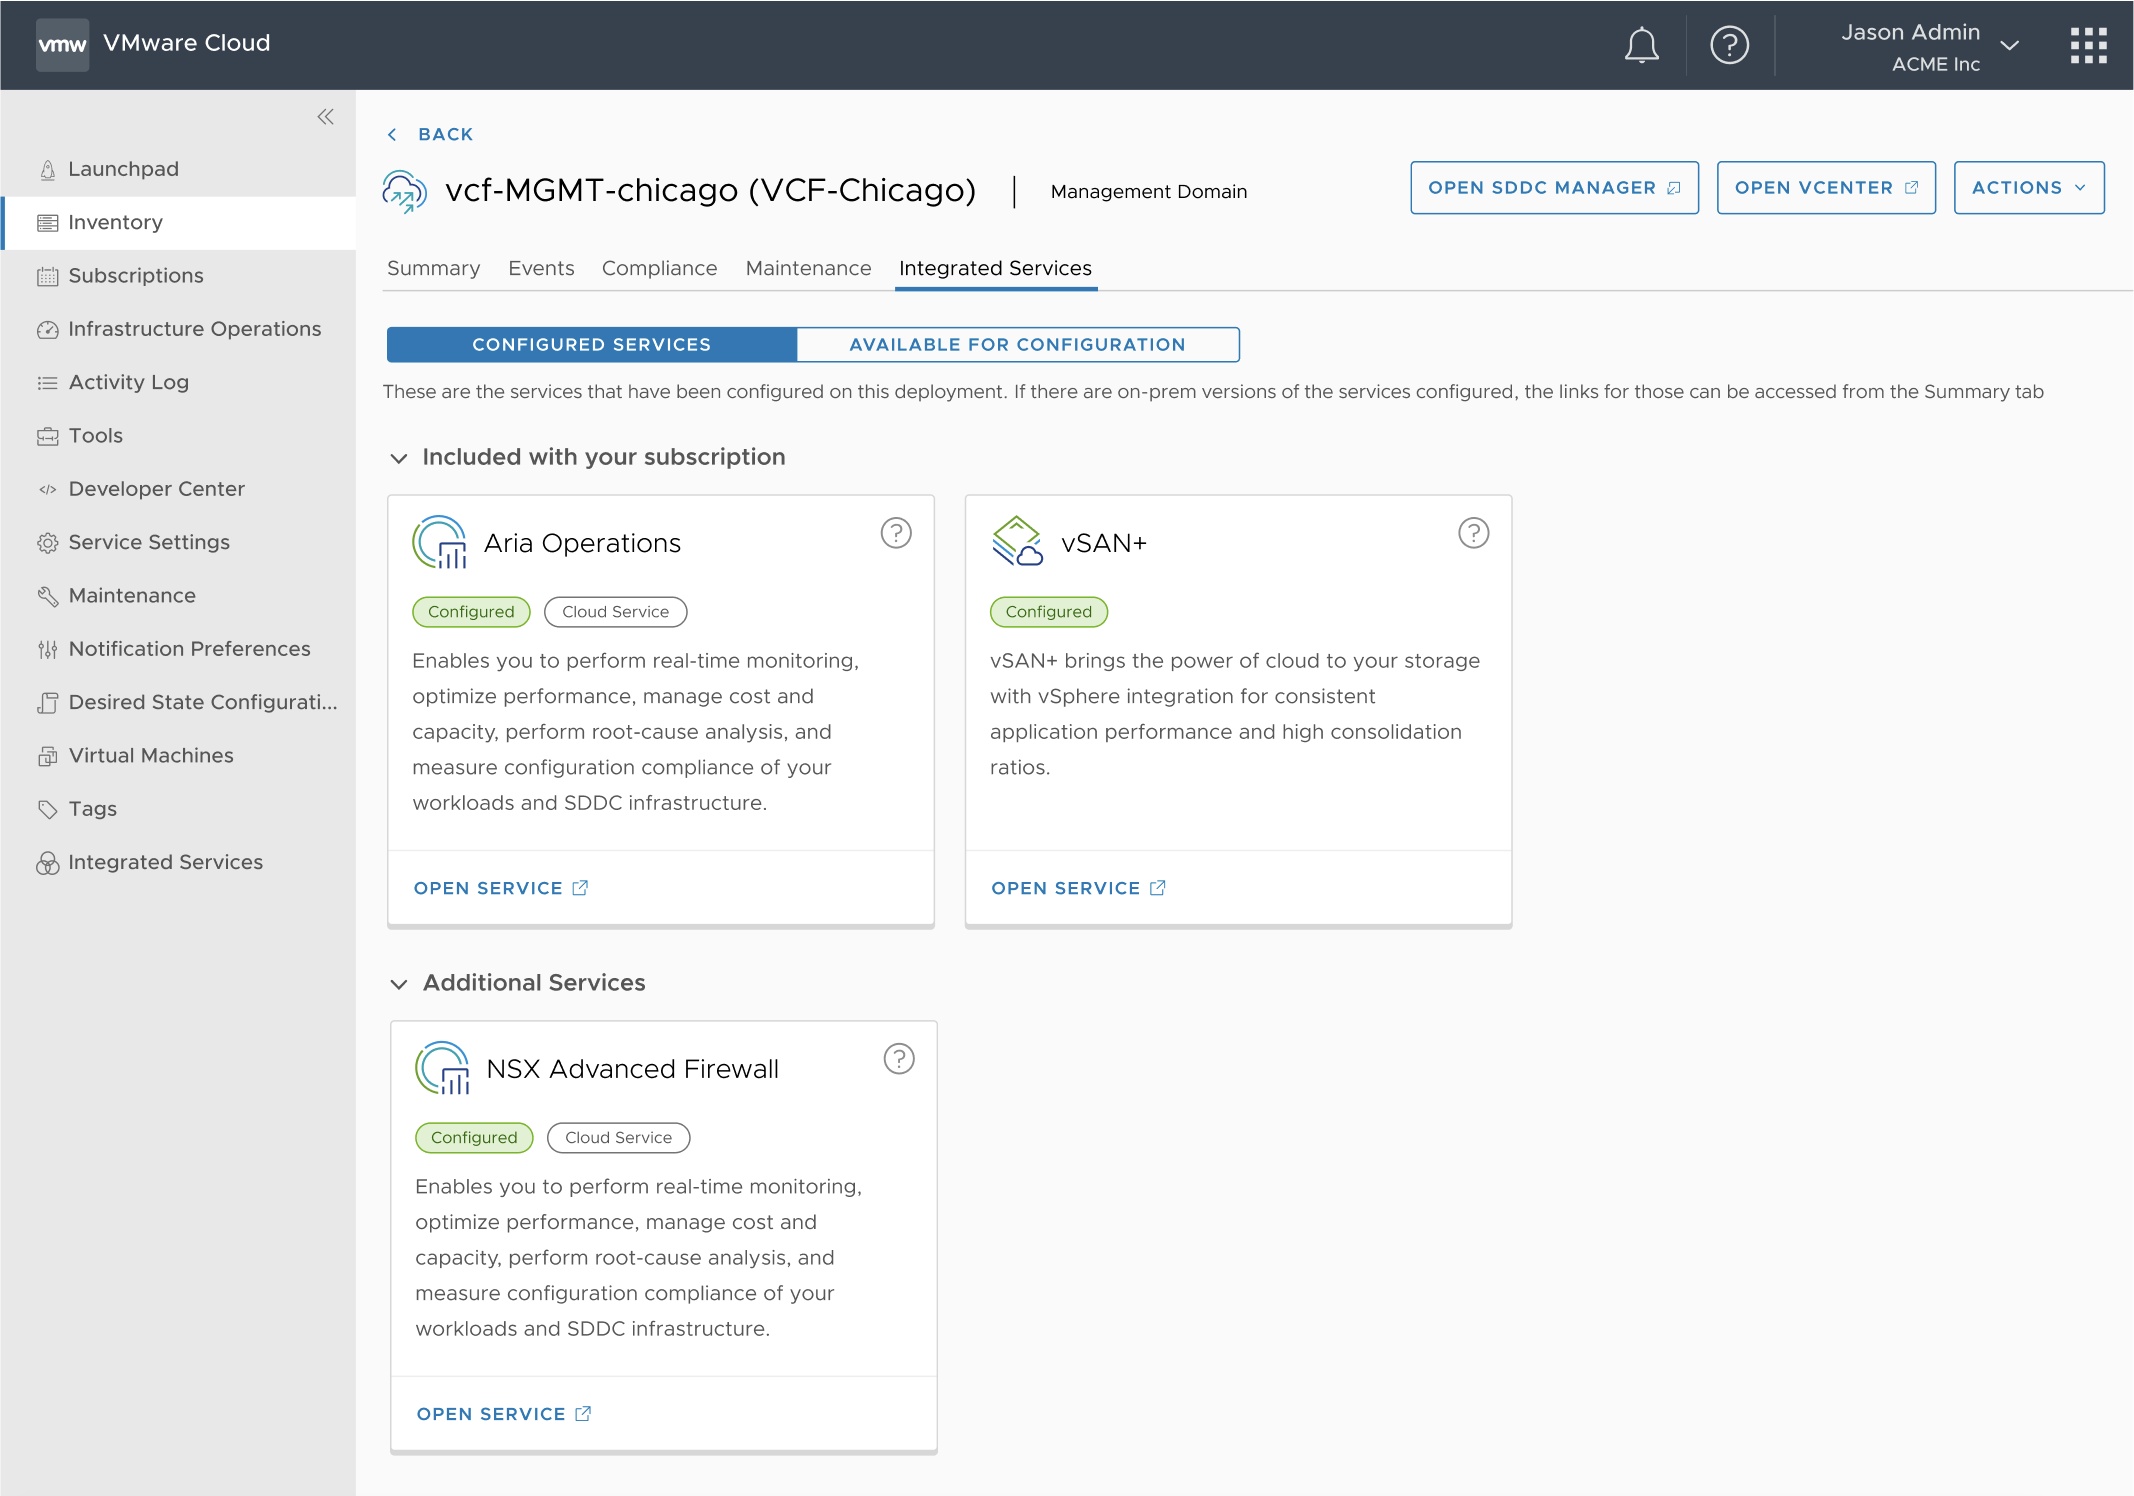 vmw VMware Cloud
Jason Admin
ACME Inc
Launchpad
Inventory
Subscriptions
Infrastructure Operations
Activity Log
Tools
Developer Center
Service Settings
Maintenance
Notification Preferences
Desired State Configurati...
Virtual Machines
Tags
Integrated Services
BACK
vcf-MGMT-chicago (VCF-Chicago) | Management Domain
OPEN SDDC MANAGER
OPEN VCENTER
ACTIONS
Summary Events Compliance Maintenance Integrated Services
CONFIGURED SERVICES AVAILABLE FOR CONFIGURATION
These are the services that have been configured on this deployment. If there are on-prem versions of the services configured, the links for those can be accessed from the Summary tab
Included with your subscription
Aria Operations
?
Configured Cloud Service
Enables you to perform real-time monitoring,
optimize performance, manage cost and
capacity, perform root-cause analysis, and
measure configuration compliance of your
workloads and SDDC infrastructure.
OPEN SERVICE
vSAN+
?
Configured
vSAN+ brings the power of cloud to your storage
with vSphere integration for consistent
application performance and high consolidation
ratios.
OPEN SERVICE
Additional Services
NSX Advanced Firewall
?
Configured Cloud Service
Enables you to perform real-time monitoring,
optimize performance, manage cost and
capacity, perform root-cause analysis, and
measure configuration compliance of your
workloads and SDDC infrastructure.
OPEN SERVICE